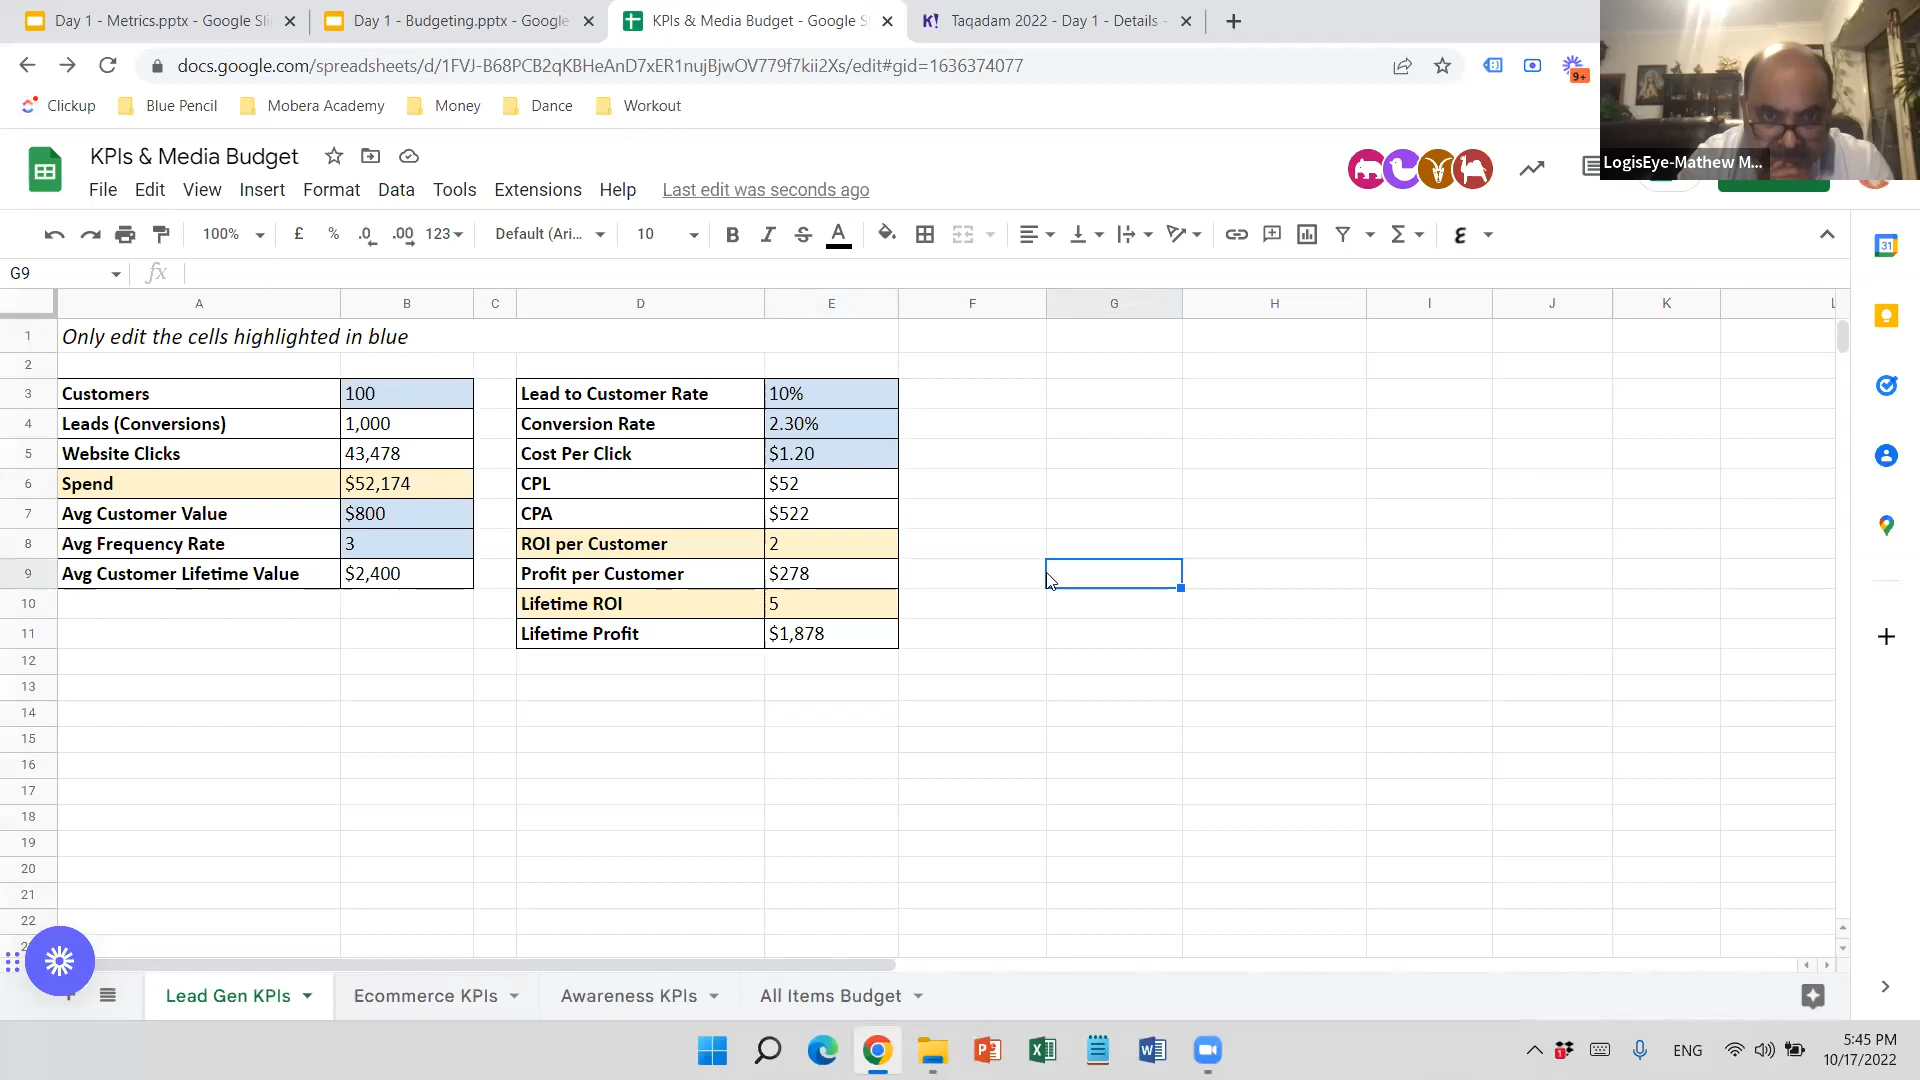 Day 1 - Metrics.pptx - Google Sli
Day 1 - Budgeting.pptx - Google
KPIs & Media Budget - Google S
K! Taqadam 2022 - Day 1 - Details -
docs.google.com/spreadsheets/d/1FVJ-B68PCB2qKBHeAnD7xER1nujBjwOV779f7kii2Xs/edit#gid=1636374077
9+
Clickup
Blue Pencil
Mobera Academy
Money
Dance
Workout
LogisEye-Mathew M...
KPIs & Media Budget
File Edit View Insert Format Data Tools Extensions Help Last edit was seconds ago
100% £ % .0 .00 123 Default (Ari... 10 B I S A Σ ε
31
G9 fx
A B C D E F G H I J K L
1 Only edit the cells highlighted in blue
2
3 Customers 100 Lead to Customer Rate 10%
4 Leads (Conversions) 1,000 Conversion Rate 2.30%
5 Website Clicks 43,478 Cost Per Click $1.20
6 Spend $52,174 CPL $52
7 Avg Customer Value $800 CPA $522
8 Avg Frequency Rate 3 ROI per Customer 2
9 Avg Customer Lifetime Value $2,400 Profit per Customer $278
10 Lifetime ROI 5
11 Lifetime Profit $1,878
12
13
14
15
16
17
18
19
20
21
22
Lead Gen KPIs
Ecommerce KPIs
Awareness KPIs
All Items Budget
1
ENG
5:45 PM
10/17/2022